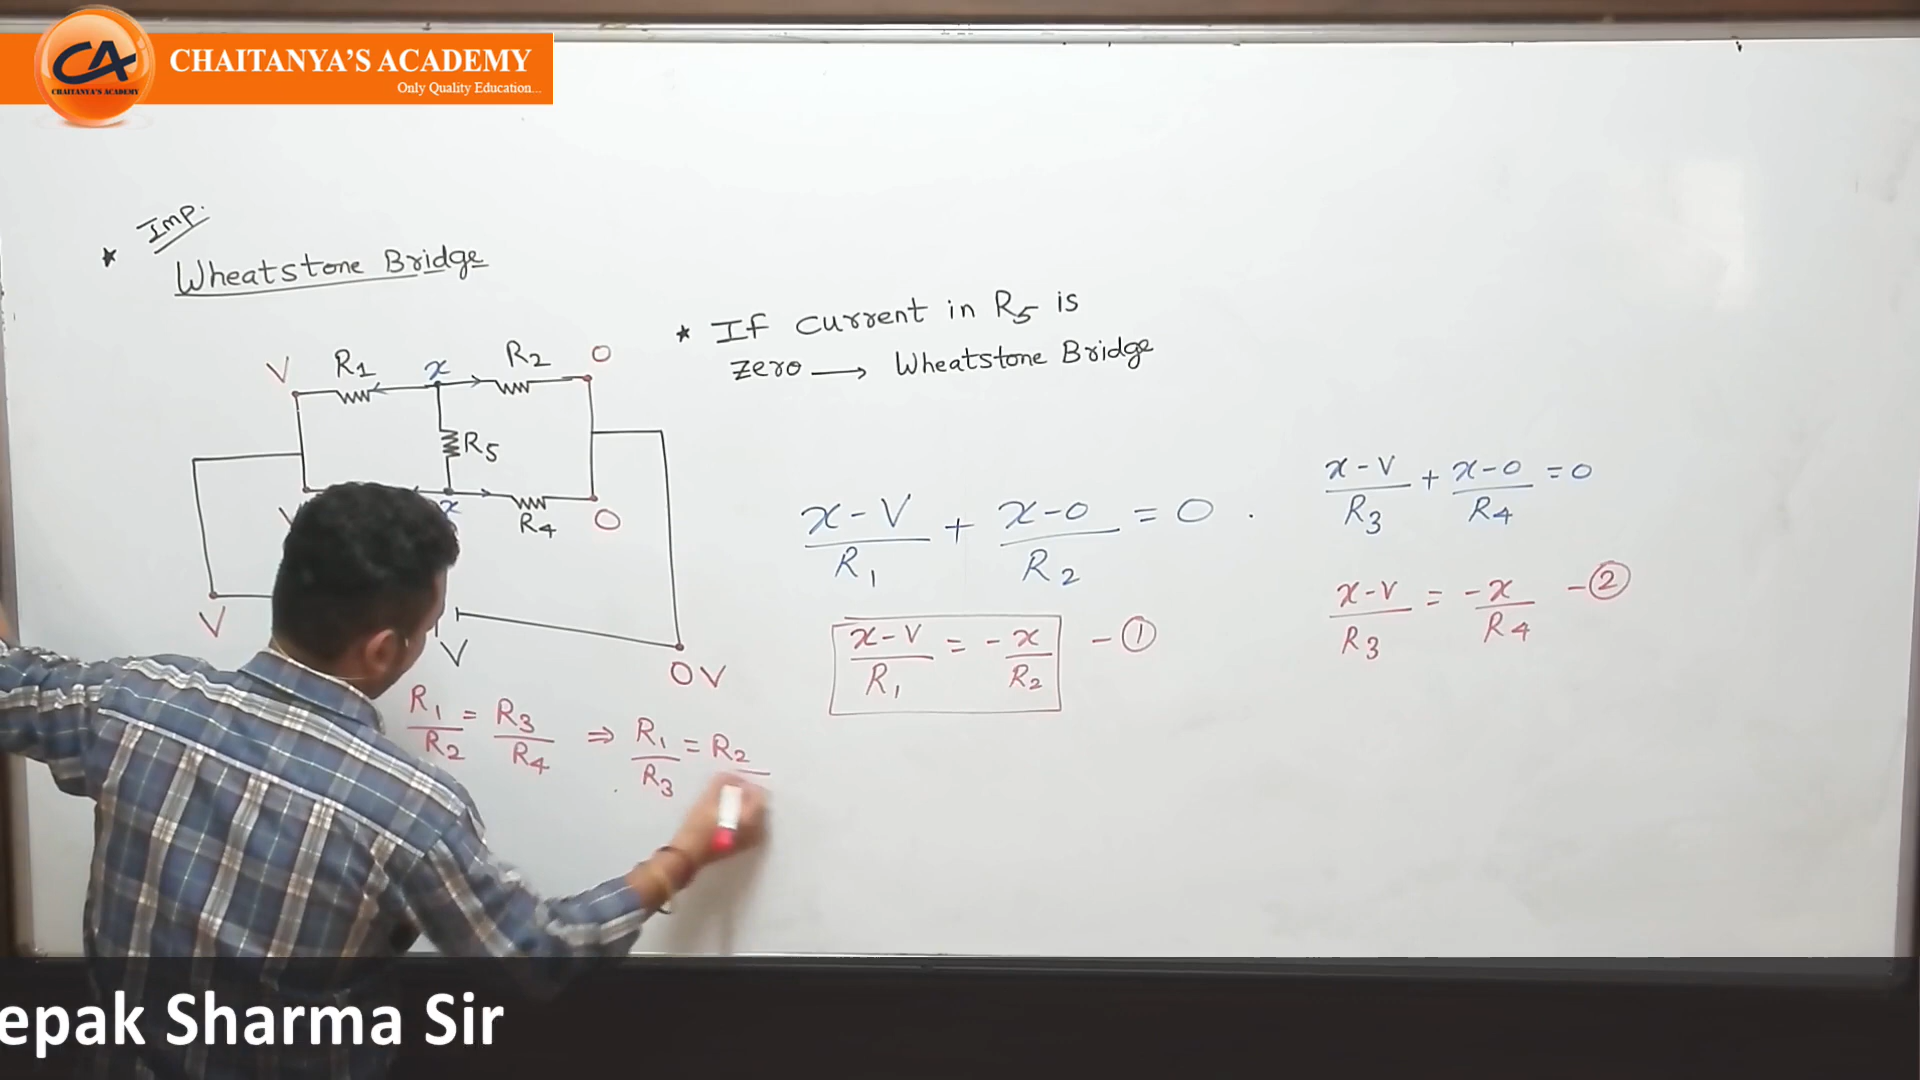 CA
CHAITANYA'S ACADEMY
CHAITANYA'S ACADEMY
Only Quality Education...
* Imp.
Wheatstone Bridge
V R1 x R2 0
R5
x R4 0
V V 0 V
* If current in R5 is
zero → Wheatstone Bridge
(x-V)/R1 + (x-0)/R2 = 0 .
(x-V)/R1 = -x/R2 - ①
(x-V)/R3 + (x-0)/R4 = 0
(x-V)/R3 = -x/R4 - ②
R1/R2 = R3/R4 ⇒ R1/R3 = R2/
epak Sharma Sir